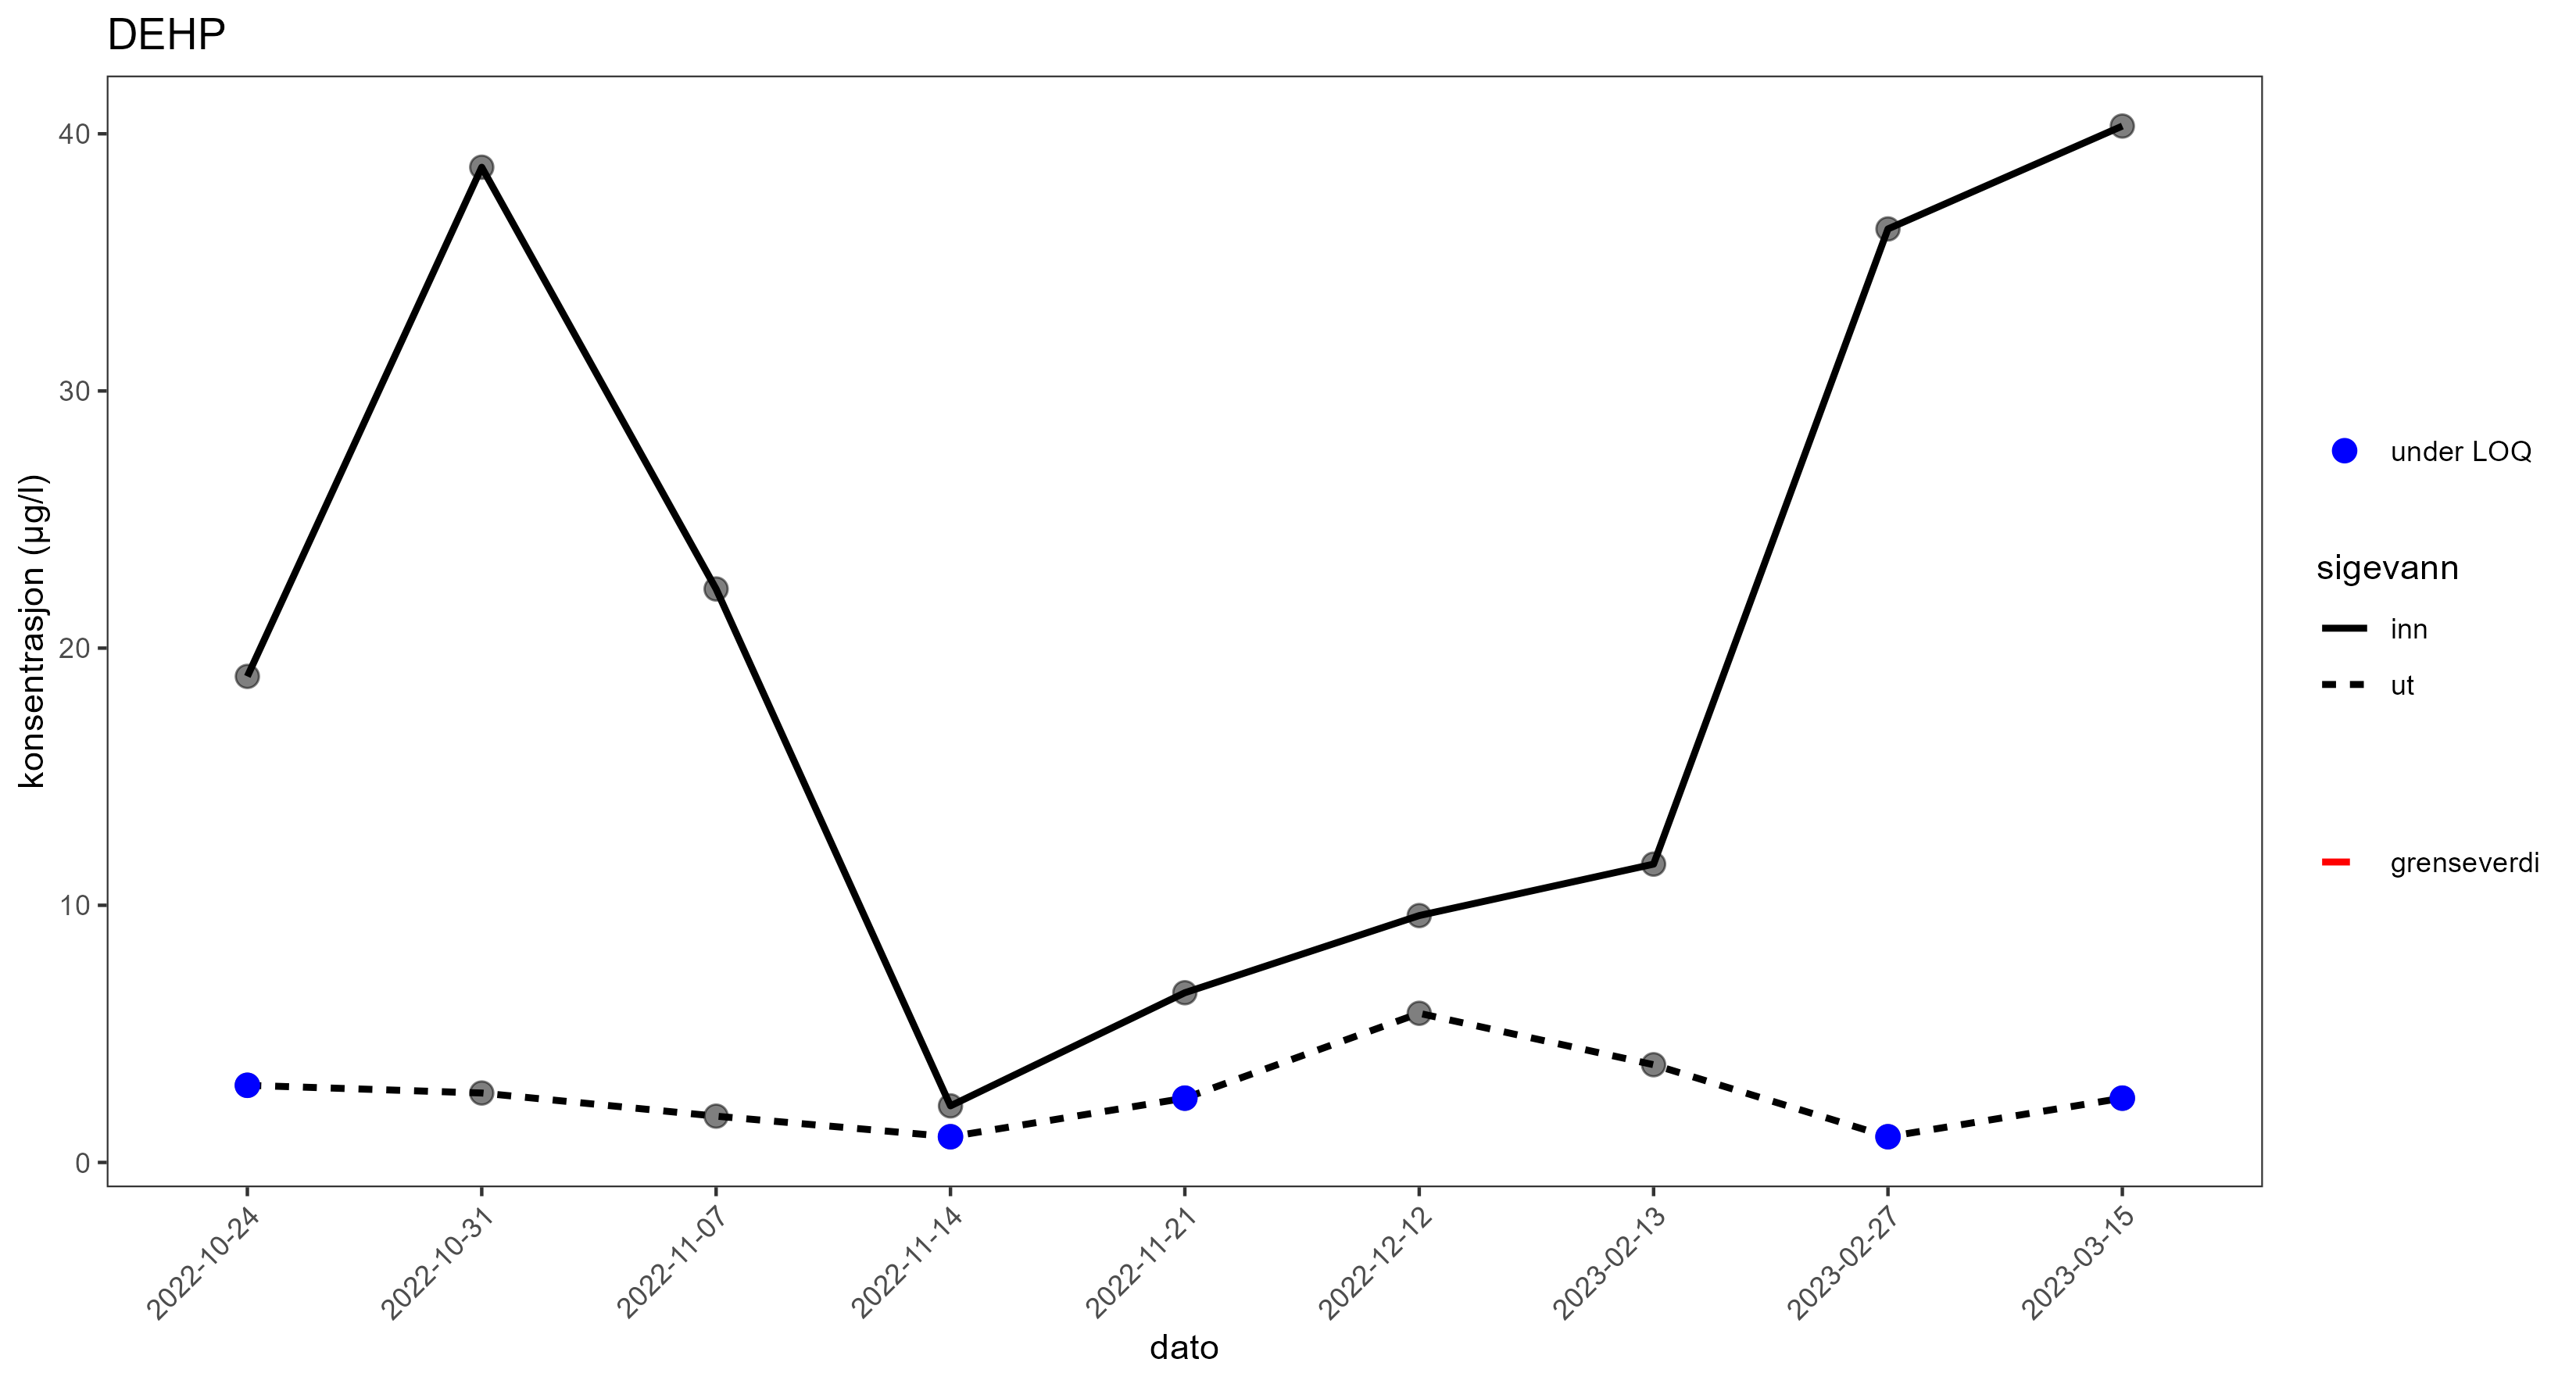 DEHP
konsentrasjon (µg/l)
40
30
20
10
0
2022-10-24
2022-10-31
2022-11-07
2022-11-14
2022-11-21
2022-12-12
2023-02-13
2023-02-27
2023-03-15
dato
under LOQ
sigevann
inn
ut
grenseverdi